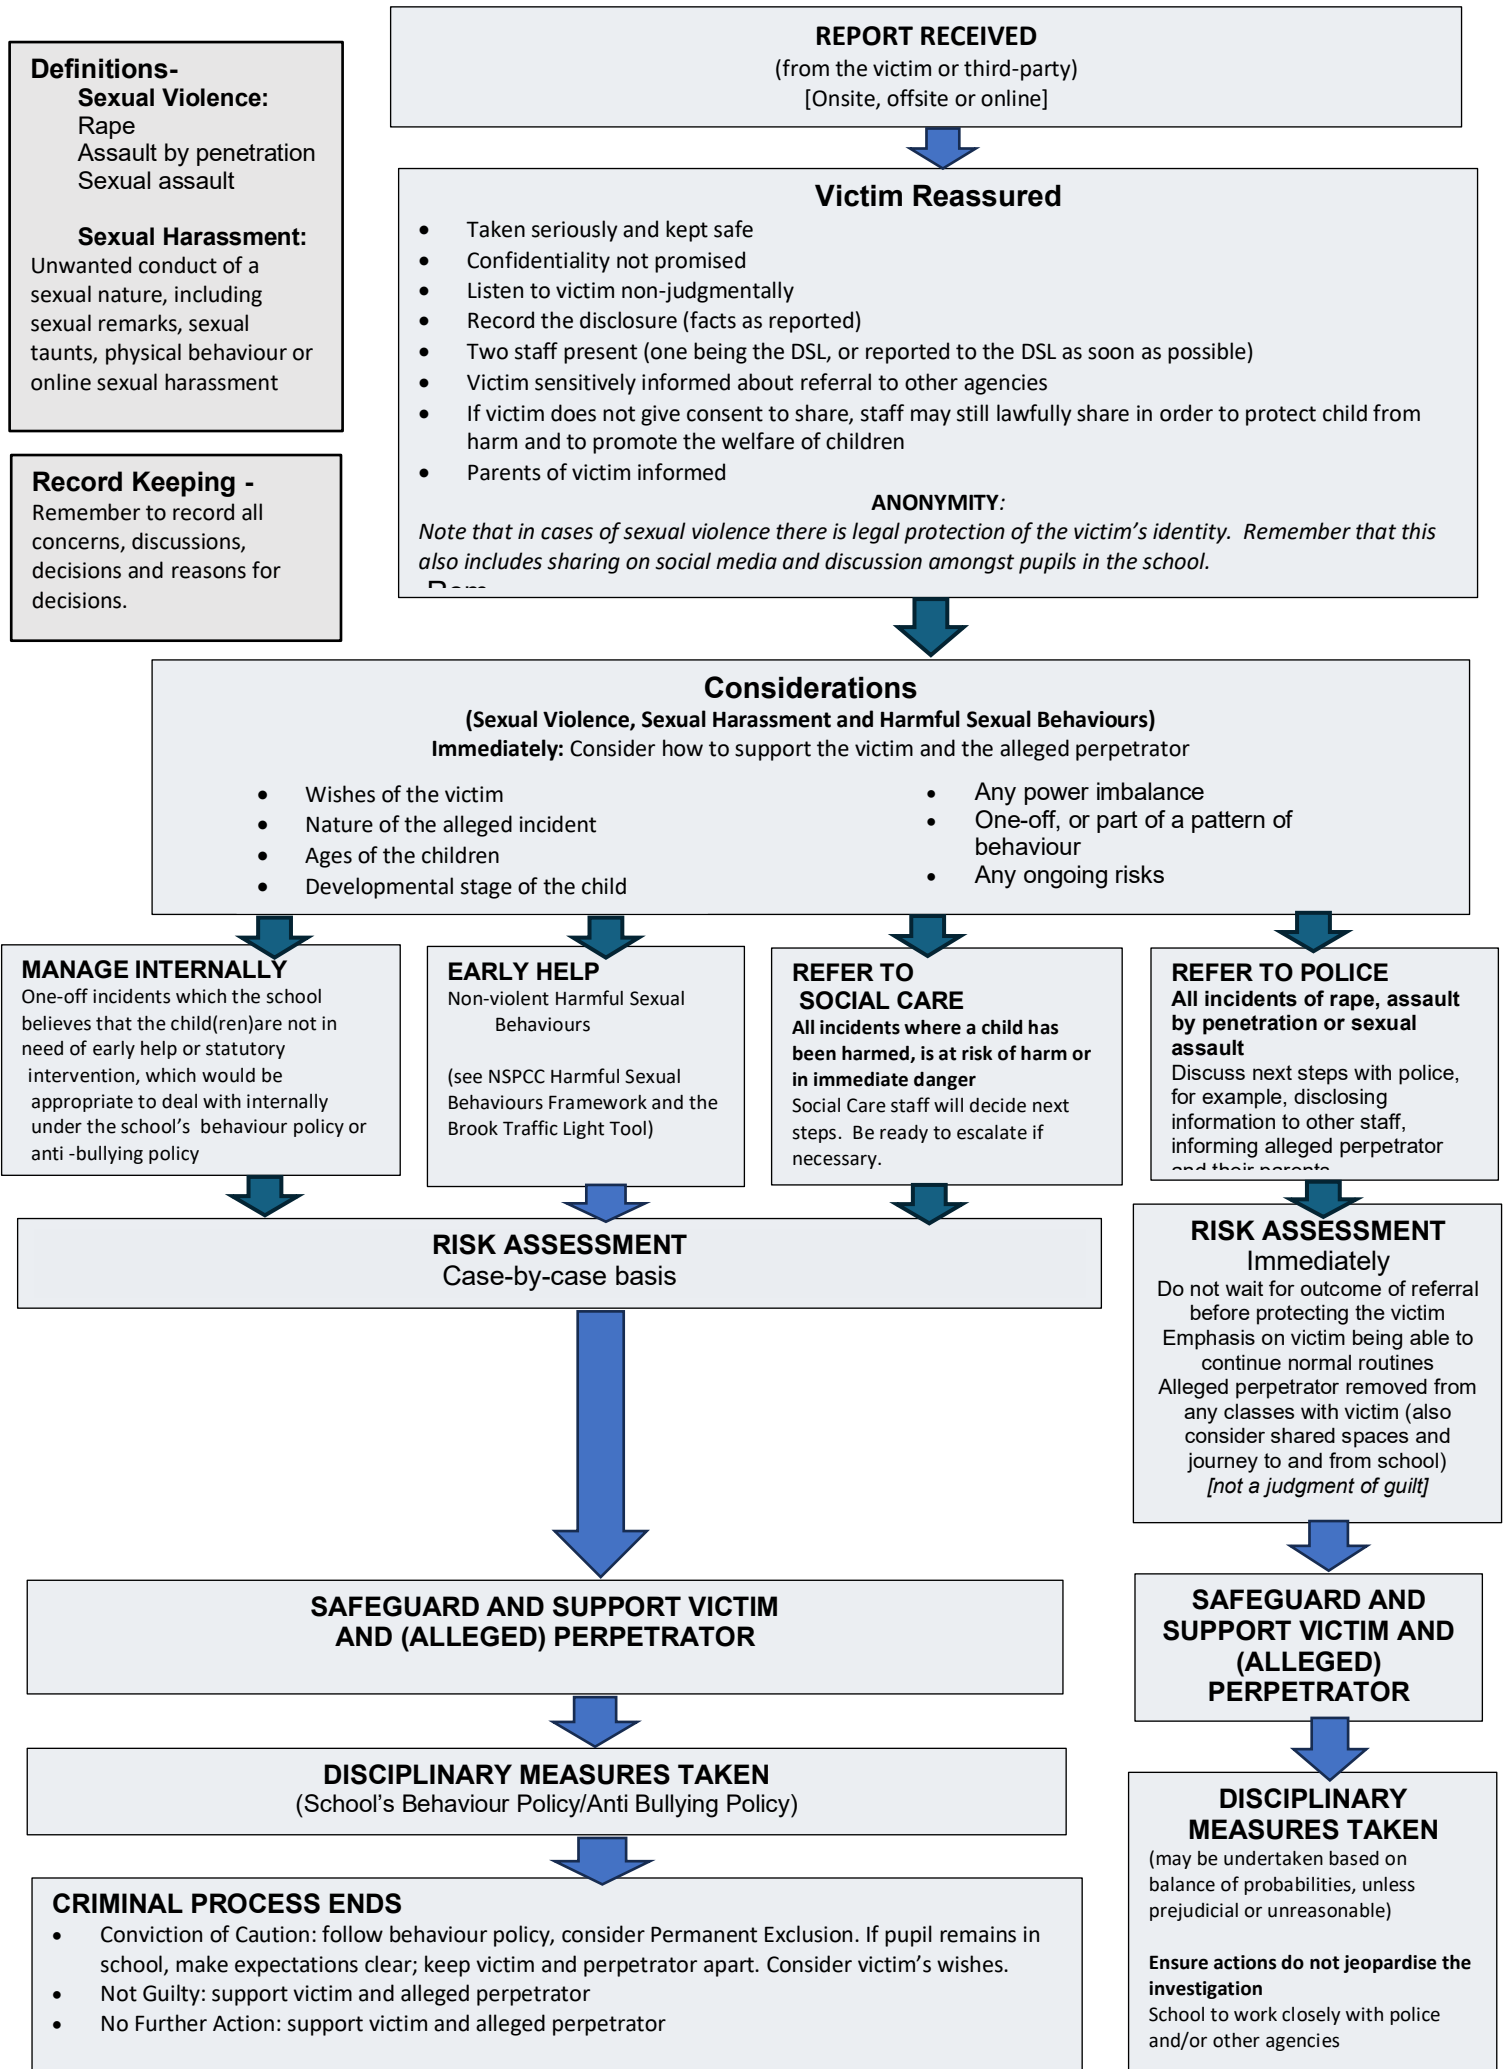 REPORT RECEIVED
(from the victim or third-party)
[Onsite, offsite or online]
Definitions-
Sexual Violence:
Rape
Assault by penetration
Sexual assault
Sexual Harassment:
Unwanted conduct of a
sexual nature, including
sexual remarks, sexual
taunts, physical behaviour or
online sexual harassment
Record Keeping -
Remember to record all
concerns, discussions,
decisions and reasons for
decisions.
Victim Reassured
• Taken seriously and kept safe
• Confidentiality not promised
• Listen to victim non-judgmentally
• Record the disclosure (facts as reported)
• Two staff present (one being the DSL, or reported to the DSL as soon as possible)
• Victim sensitively informed about referral to other agencies
• If victim does not give consent to share, staff may still lawfully share in order to protect child from
harm and to promote the welfare of children
• Parents of victim informed
ANONYMITY:
Note that in cases of sexual violence there is legal protection of the victim’s identity. Remember that this
also includes sharing on social media and discussion amongst pupils in the school.
Considerations
(Sexual Violence, Sexual Harassment and Harmful Sexual Behaviours)
Immediately: Consider how to support the victim and the alleged perpetrator
• Wishes of the victim
• Nature of the alleged incident
• Ages of the children
• Developmental stage of the child
• Any power imbalance
• One-off, or part of a pattern of
behaviour
• Any ongoing risks
MANAGE INTERNALLY
One-off incidents which the school
believes that the child(ren)are not in
need of early help or statutory
intervention, which would be
appropriate to deal with internally
under the school’s behaviour policy or
anti -bullying policy
EARLY HELP
Non-violent Harmful Sexual
Behaviours
(see NSPCC Harmful Sexual
Behaviours Framework and the
Brook Traffic Light Tool)
REFER TO
SOCIAL CARE
All incidents where a child has
been harmed, is at risk of harm or
in immediate danger
Social Care staff will decide next
steps. Be ready to escalate if
necessary.
REFER TO POLICE
All incidents of rape, assault
by penetration or sexual
assault
Discuss next steps with police,
for example, disclosing
information to other staff,
informing alleged perpetrator
and their parents
RISK ASSESSMENT
Case-by-case basis
RISK ASSESSMENT
Immediately
Do not wait for outcome of referral
before protecting the victim
Emphasis on victim being able to
continue normal routines
Alleged perpetrator removed from
any classes with victim (also
consider shared spaces and
journey to and from school)
[not a judgment of guilt]
SAFEGUARD AND SUPPORT VICTIM
AND (ALLEGED) PERPETRATOR
SAFEGUARD AND
SUPPORT VICTIM AND
(ALLEGED)
PERPETRATOR
DISCIPLINARY MEASURES TAKEN
(School’s Behaviour Policy/Anti Bullying Policy)
DISCIPLINARY
MEASURES TAKEN
(may be undertaken based on
balance of probabilities, unless
prejudicial or unreasonable)
Ensure actions do not jeopardise the
investigation
School to work closely with police
and/or other agencies
CRIMINAL PROCESS ENDS
• Conviction of Caution: follow behaviour policy, consider Permanent Exclusion. If pupil remains in
school, make expectations clear; keep victim and perpetrator apart. Consider victim’s wishes.
• Not Guilty: support victim and alleged perpetrator
• No Further Action: support victim and alleged perpetrator